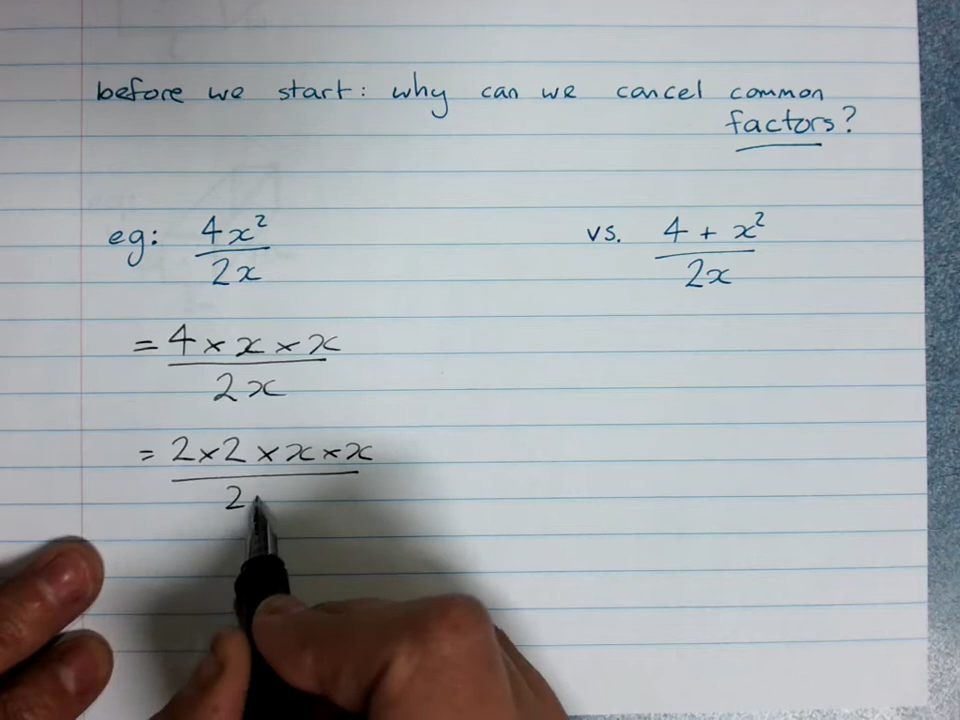 before we start: why can we cancel common
factors?
eg: 4x² / 2x
vs. 4 + x² / 2x
= 4 × x × x / 2x
= 2 × 2 × x × x / 2